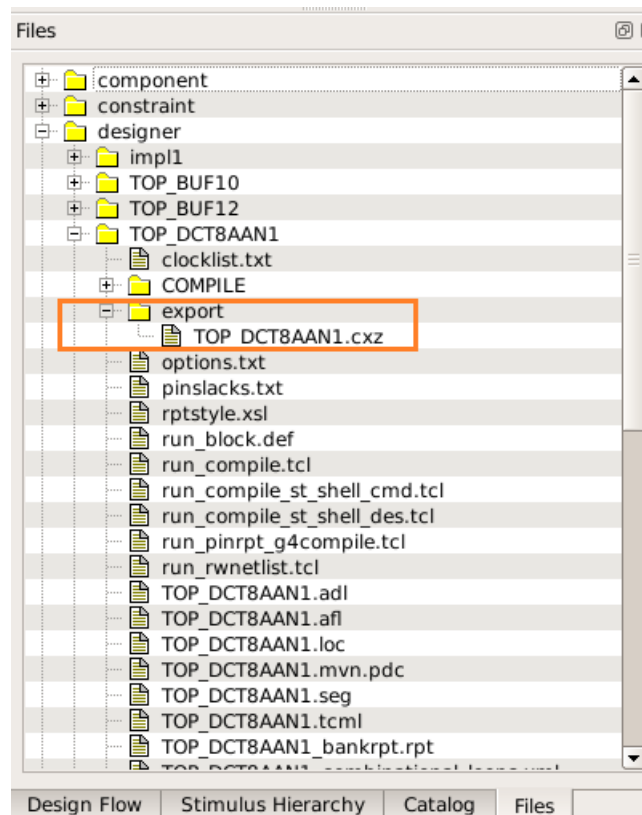 Files
component
constraint
designer
impl1
TOP_BUF10
TOP_BUF12
TOP_DCT8AAN1
clocklist.txt
COMPILE
export
TOP_DCT8AAN1.cxz
options.txt
pinslacks.txt
rptstyle.xsl
run_block.def
run_compile.tcl
run_compile_st_shell_cmd.tcl
run_compile_st_shell_des.tcl
run_pinrpt_g4compile.tcl
run_rwnetlist.tcl
TOP_DCT8AAN1.adl
TOP_DCT8AAN1.afl
TOP_DCT8AAN1.loc
TOP_DCT8AAN1.mvn.pdc
TOP_DCT8AAN1.seg
TOP_DCT8AAN1.tcml
TOP_DCT8AAN1_bankrpt.rpt
Design Flow Stimulus Hierarchy Catalog Files